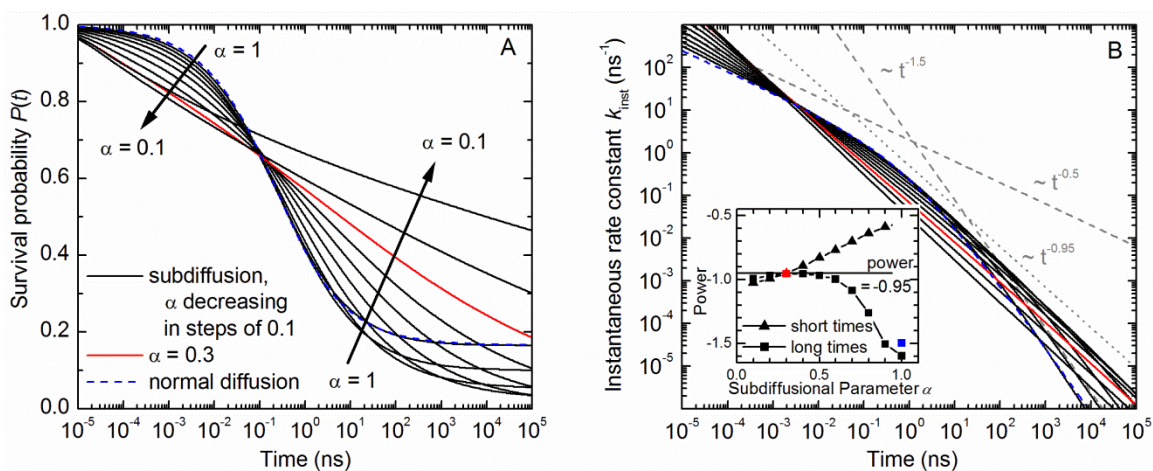 A
α = 1
α = 0.1
α = 0.1
α = 1
subdiffusion,
α decreasing
in steps of 0.1
α = 0.3
normal diffusion
Survival probability P(t)
1.0
0.8
0.6
0.4
0.2
0.0
10⁻⁵ 10⁻⁴ 10⁻³ 10⁻² 10⁻¹ 10⁰ 10¹ 10² 10³ 10⁴ 10⁵
Time (ns)
B
~ t⁻¹·⁵
~ t⁻⁰·⁵
~ t⁻⁰·⁹⁵
Instantaneous rate constant kinst (ns⁻¹)
10²
10¹
10⁰
10⁻¹
10⁻²
10⁻³
10⁻⁴
10⁻⁵
Power
-0.5
-1.0
-1.5
power
= -0.95
short times
long times
0.0 0.5 1.0
Subdiffusional Parameter α
10⁻⁵ 10⁻⁴ 10⁻³ 10⁻² 10⁻¹ 10⁰ 10¹ 10² 10³ 10⁴ 10⁵
Time (ns)